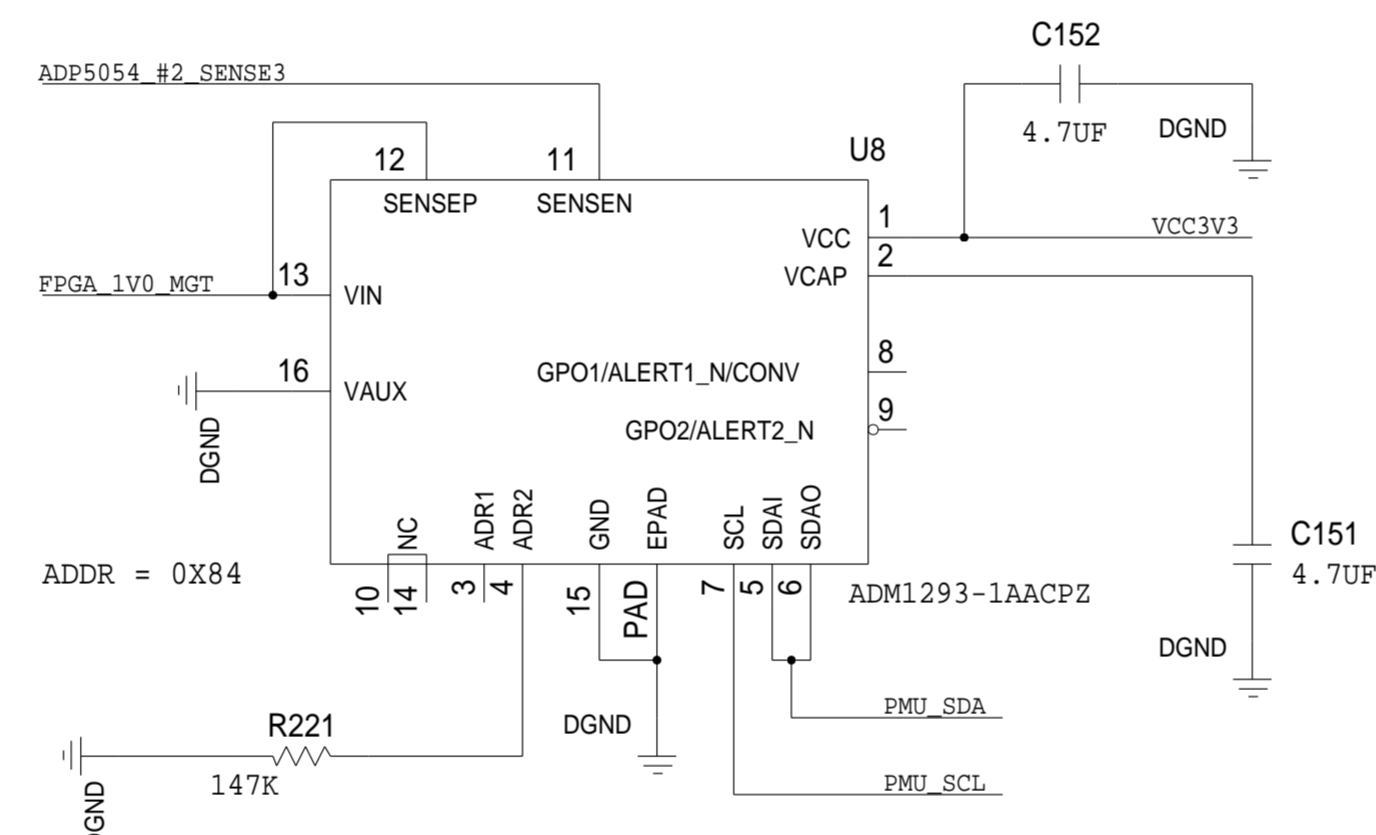 C152
ADP5054_#2_SENSE3
4.7UF
DGND
12
11
U8
SENSEP
SENSEN
1
VCC
VCC3V3
2
VCAP
FPGA_1V0_MGT
13
VIN
8
GPO1/ALERT1_N/CONV
16
VAUX
9
GPO2/ALERT2_N
DGND
NC
ADR1
ADR2
GND
EPAD
SCL
SDAI
SDAO
C151
4.7UF
ADDR = 0X84
10
14
3
4
15
PAD
7
5
6
ADM1293-1AACPZ
DGND
PMU_SDA
R221
DGND
147K
PMU_SCL
DGND